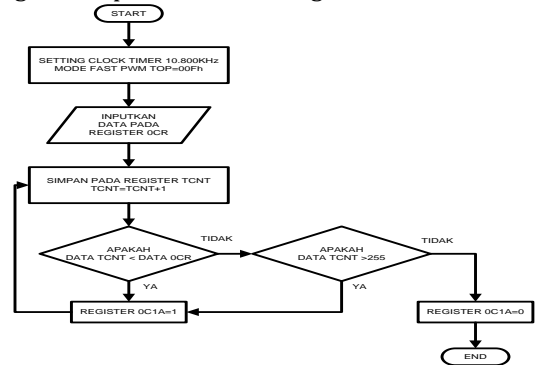 START
SETTING CLOCK TIMER 10.800KHz
MODE FAST PWM TOP=00Fh
INPUTKAN
DATA PADA
REGISTER 0CR
SIMPAN PADA REGISTER TCNT
TCNT=TCNT+1
APAKAH
DATA TCNT < DATA 0CR
TIDAK
APAKAH
DATA TCNT >255
TIDAK
YA
YA
REGISTER 0C1A=1
REGISTER 0C1A=0
END